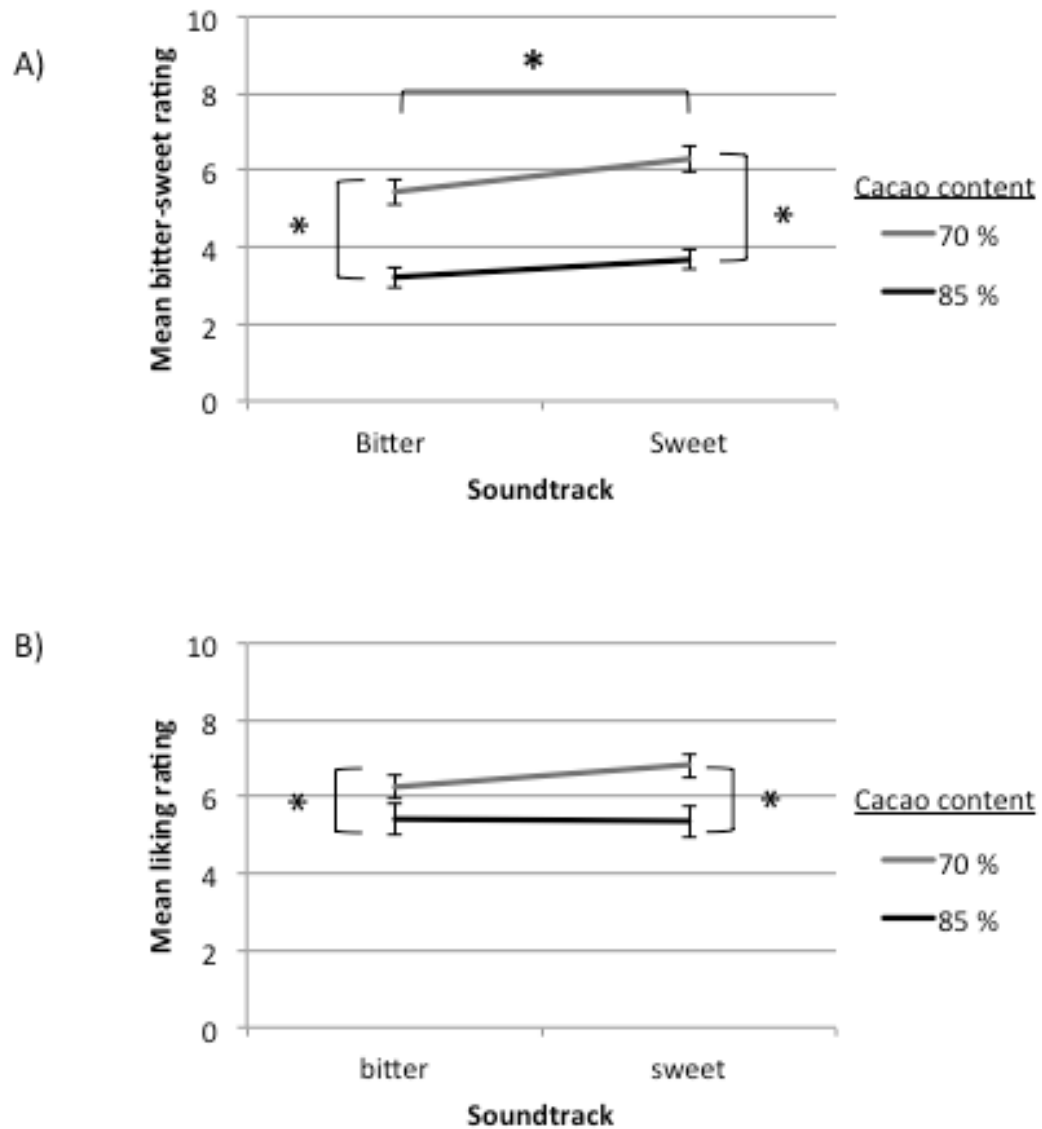 A)
Mean bitter-sweet rating
10
8
6
4
2
0
*
*
*
Bitter Sweet
Soundtrack
Cacao content
70 %
85 %
B)
Mean liking rating
10
8
6
4
2
0
*
*
bitter sweet
Soundtrack
Cacao content
70 %
85 %